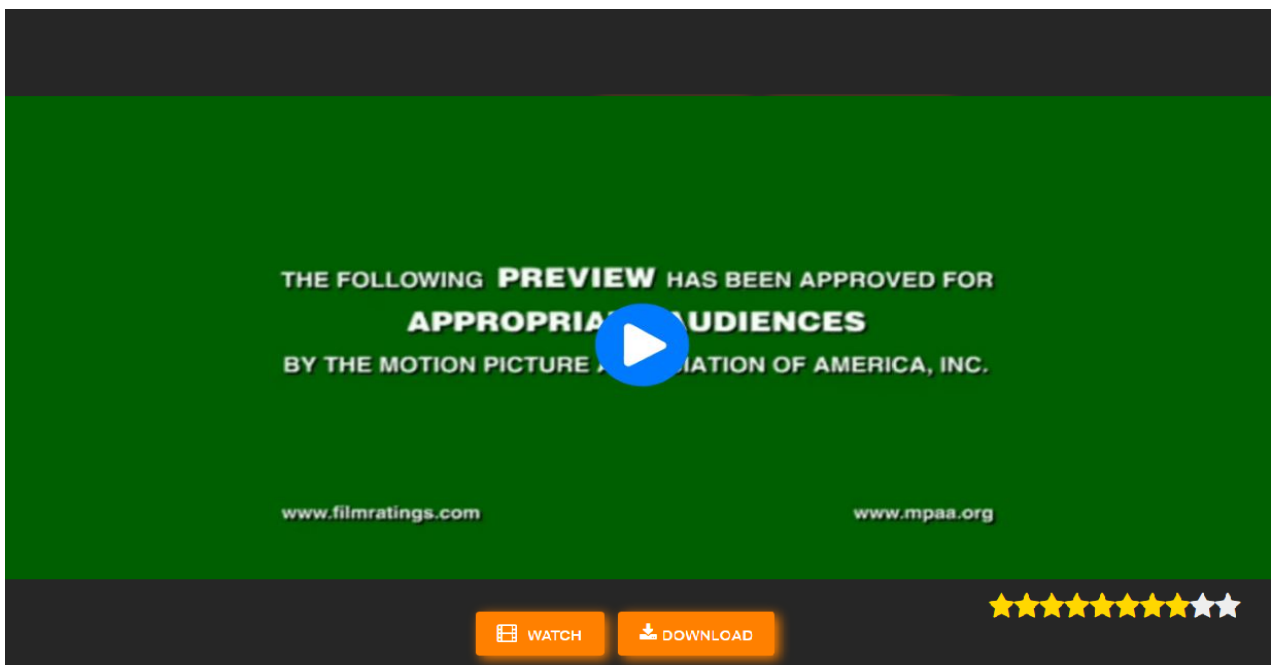 THE FOLLOWING PREVIEW HAS BEEN APPROVED FOR
AUDIENCES
BY THE MOTION PICTURE OF AMERICA, INC.
www.filmratings.com www.mpaa.org
WATCH DOWNLOAD